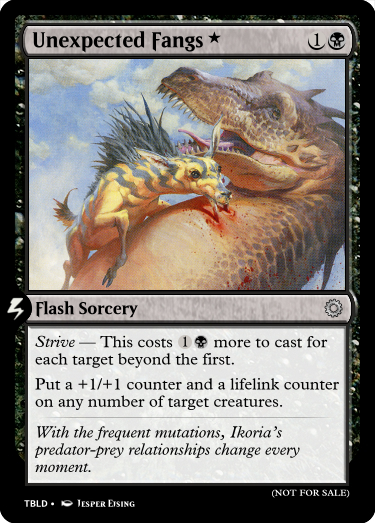 Unexpected Fangs ★ 1
Flash Sorcery
Strive — This costs 1 more to cast for
each target beyond the first.
Put a +1/+1 counter and a lifelink counter
on any number of target creatures.
With the frequent mutations, Ikoria's
predator-prey relationships change every
moment.
(NOT FOR SALE)
TBLD • Jesper Eising